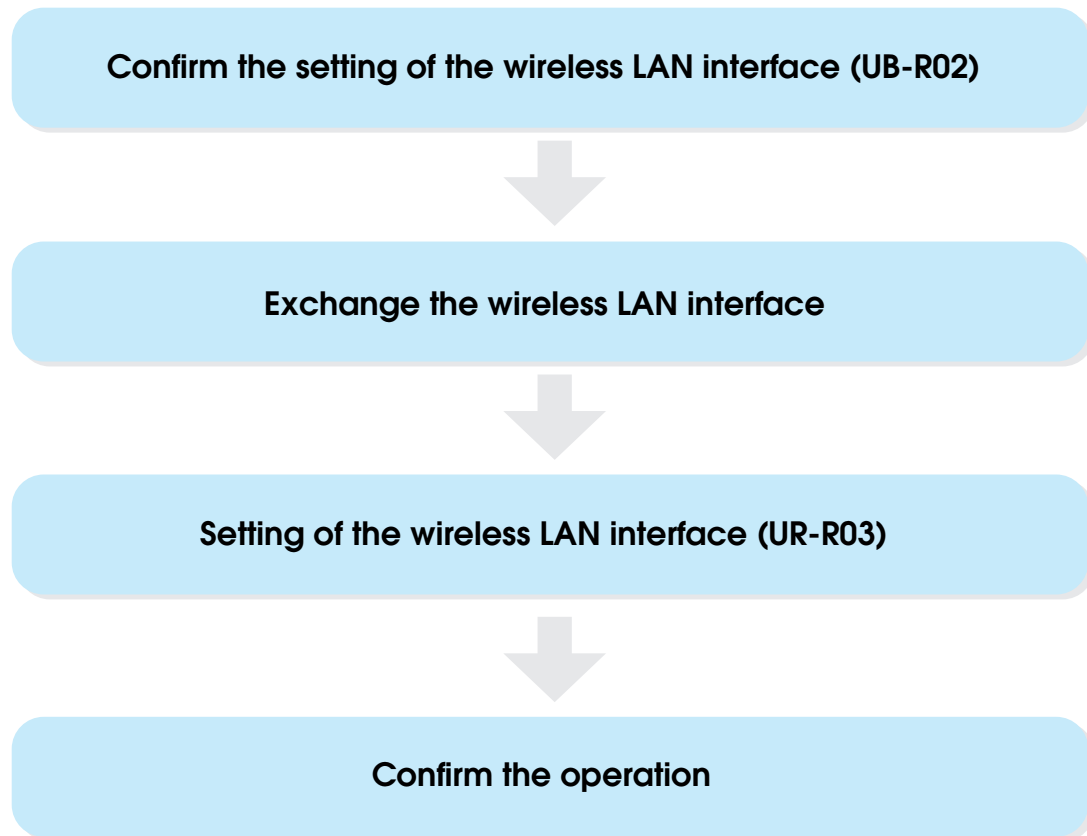 Confirm the setting of the wireless LAN interface (UB-R02)
Exchange the wireless LAN interface
Setting of the wireless LAN interface (UR-R03)
Confirm the operation